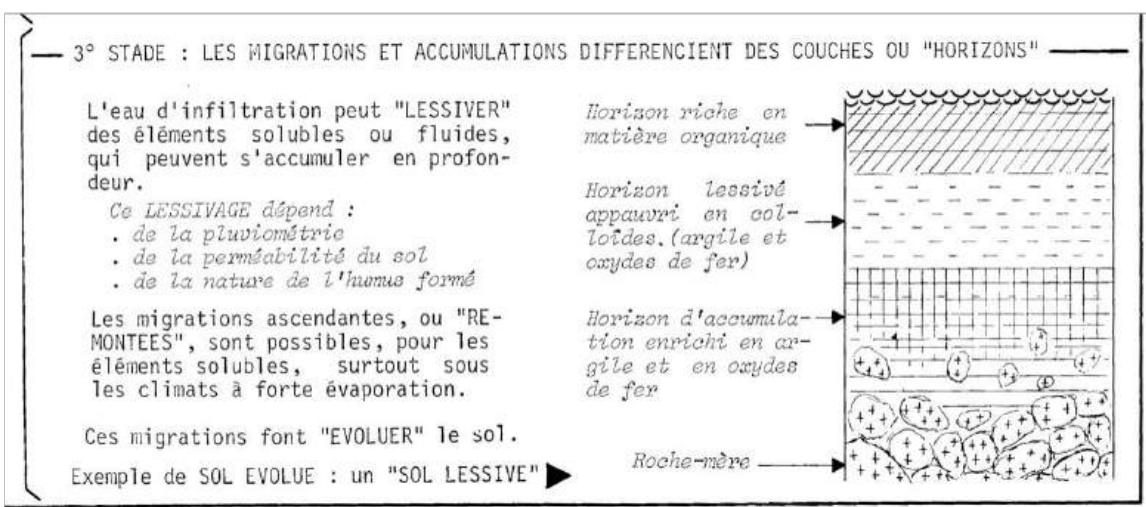 3° STADE : LES MIGRATIONS ET ACCUMULATIONS DIFFERENCIENT DES COUCHES OU "HORIZONS"
L'eau d'infiltration peut "LESSIVER"
des éléments solubles ou fluides,
qui peuvent s'accumuler en profon-
deur.
Ce LESSIVAGE dépend :
. de la pluviométrie
. de la perméabilité du sol
. de la nature de l'humus formé
Les migrations ascendantes, ou "RE-
MONTEES", sont possibles, pour les
éléments solubles, surtout sous
les climats à forte évaporation.
Ces migrations font "EVOLUER" le sol.
Exemple de SOL EVOLUE : un "SOL LESSIVE"
Horizon riche en
matière organique
Horizon lessivé
appauvri en col-
loïdes.(argile et
oxydes de fer)
Horizon d'accumula-
tion enrichi en ar-
gile et en oxydes
de fer
Roche-mère